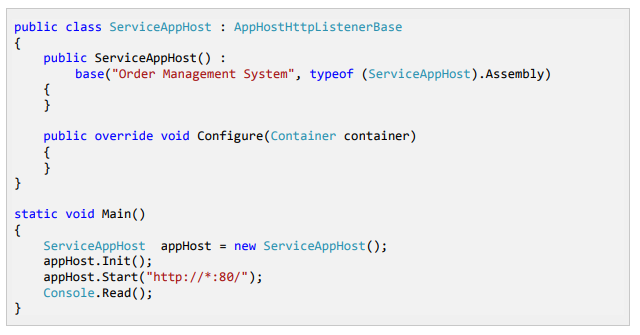 public class ServiceAppHost : AppHostHttpListenerBase
{
    public ServiceAppHost() :
        base("Order Management System", typeof (ServiceAppHost).Assembly)
    {
    }

    public override void Configure(Container container)
    {
    }
}

static void Main()
{
    ServiceAppHost  appHost = new ServiceAppHost();
    appHost.Init();
    appHost.Start("http://*:80/");
    Console.Read();
}